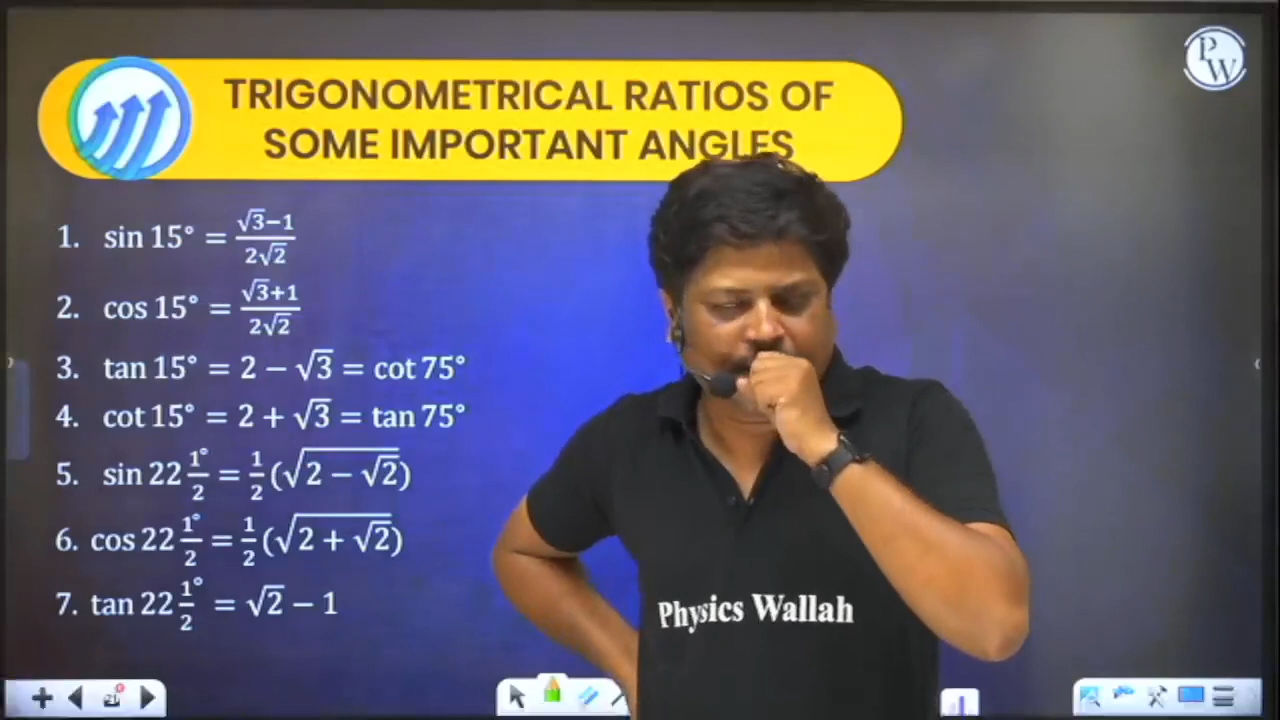 PW
TRIGONOMETRICAL RATIOS OF
SOME IMPORTANT ANGLES
1. sin 15° = (√3−1)/(2√2)
2. cos 15° = (√3+1)/(2√2)
3. tan 15° = 2 − √3 = cot 75°
4. cot 15° = 2 + √3 = tan 75°
5. sin 22 1/2° = 1/2 (√(2 − √2))
6. cos 22 1/2° = 1/2 (√(2 + √2))
7. tan 22 1/2° = √2 − 1
Physics Wallah